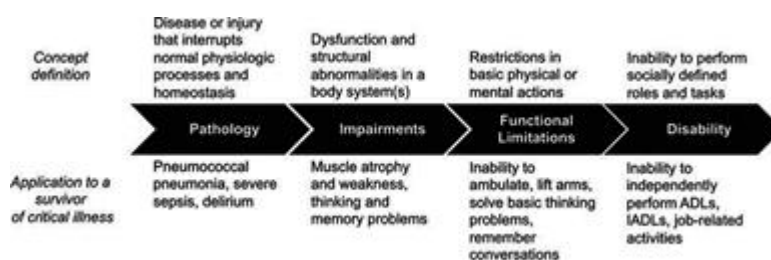 Concept
definition
Disease or injury
that interrupts
normal physiologic
processes and
homeostasis
Dysfunction and
structural
abnormalities in a
body system(s)
Restrictions in
basic physical or
mental actions
Inability to perform
socially defined
roles and tasks
Pathology
Impairments
Functional
Limitations
Disability
Application to a
survivor
of critical illness
Pneumococcal
pneumonia, severe
sepsis, delirium
Muscle atrophy
and weakness,
thinking and
memory problems
Inability to
ambulate, lift arms,
solve basic thinking
problems,
remember
conversations
Inability to
independently
perform ADLs,
IADLs, job-related
activities